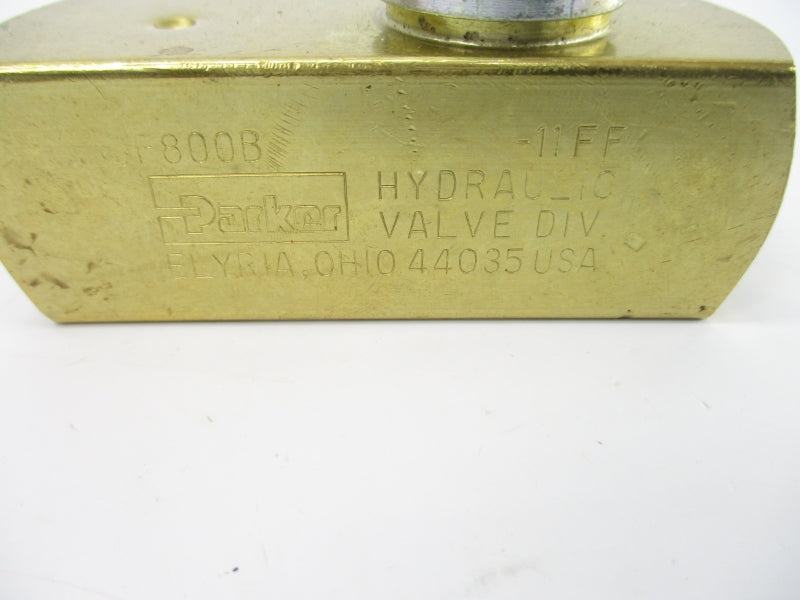 F800B -11FF
Parker HYDRAULIC
VALVE DIV.
ELYRIA, OHIO 44035 USA